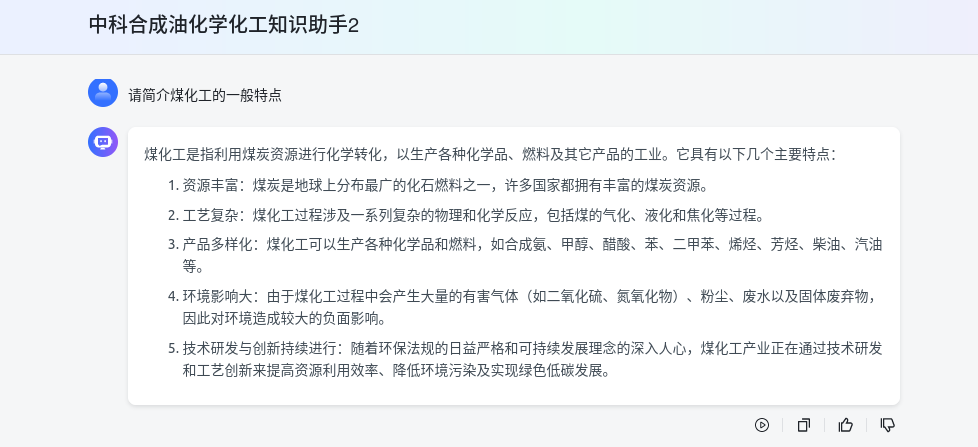 中科合成油化学化工知识助手2
请简介煤化工的一般特点
煤化工是指利用煤炭资源进行化学转化，以生产各种化学品、燃料及其它产品的工业。它具有以下几个主要特点：
1. 资源丰富：煤炭是地球上分布最广的化石燃料之一，许多国家都拥有丰富的煤炭资源。
2. 工艺复杂：煤化工过程涉及一系列复杂的物理和化学反应，包括煤的气化、液化和焦化等过程。
3. 产品多样化：煤化工可以生产各种化学品和燃料，如合成氨、甲醇、醋酸、苯、二甲苯、烯烃、芳烃、柴油、汽油
等。
4. 环境影响大：由于煤化工过程中会产生大量的有害气体（如二氧化硫、氮氧化物）、粉尘、废水以及固体废弃物，
因此对环境造成较大的负面影响。
5. 技术研发与创新持续进行：随着环保法规的日益严格和可持续发展理念的深入人心，煤化工产业正在通过技术研发
和工艺创新来提高资源利用效率、降低环境污染及实现绿色低碳发展。